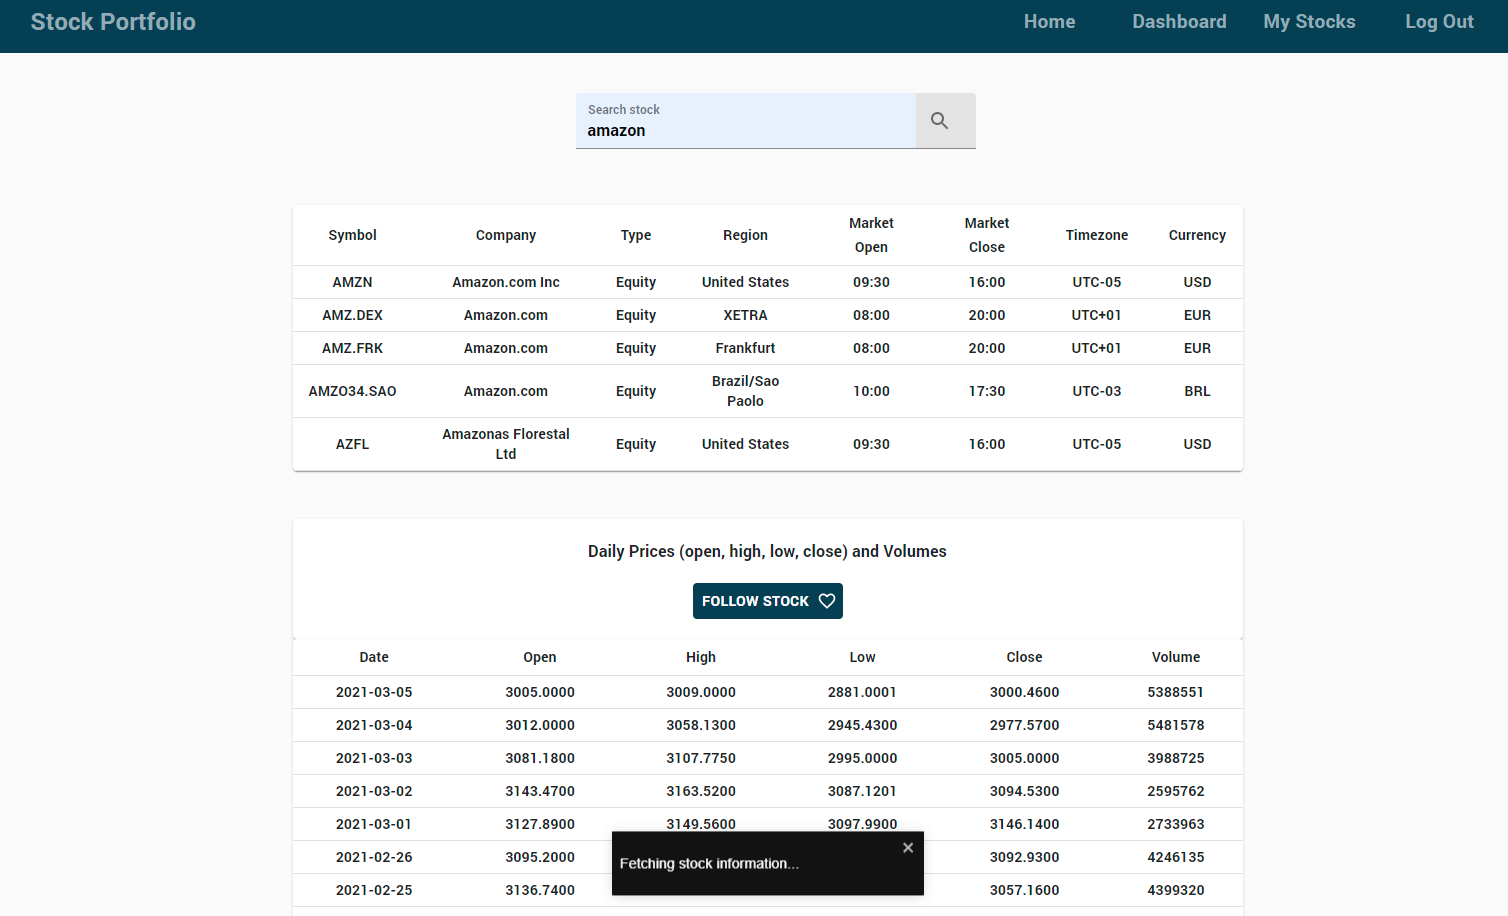 Stock Portfolio Home Dashboard My Stocks Log Out
Search stock
amazon
Symbol Company Type Region Market Open Market Close Timezone Currency
AMZN Amazon.com Inc Equity United States 09:30 16:00 UTC-05 USD
AMZ.DEX Amazon.com Equity XETRA 08:00 20:00 UTC+01 EUR
AMZ.FRK Amazon.com Equity Frankfurt 08:00 20:00 UTC+01 EUR
AMZO34.SAO Amazon.com Equity Brazil/Sao Paolo 10:00 17:30 UTC-03 BRL
AZFL Amazonas Florestal Ltd Equity United States 09:30 16:00 UTC-05 USD
Daily Prices (open, high, low, close) and Volumes
FOLLOW STOCK
Date Open High Low Close Volume
2021-03-05 3005.0000 3009.0000 2881.0001 3000.4600 5388551
2021-03-04 3012.0000 3058.1300 2945.4300 2977.5700 5481578
2021-03-03 3081.1800 3107.7750 2995.0000 3005.0000 3988725
2021-03-02 3143.4700 3163.5200 3087.1201 3094.5300 2595762
2021-03-01 3127.8900 3149.5600 3097.9900 3146.1400 2733963
2021-02-26 3095.2000 3092.9300 4246135
Fetching stock information...
2021-02-25 3136.7400 3057.1600 4399320